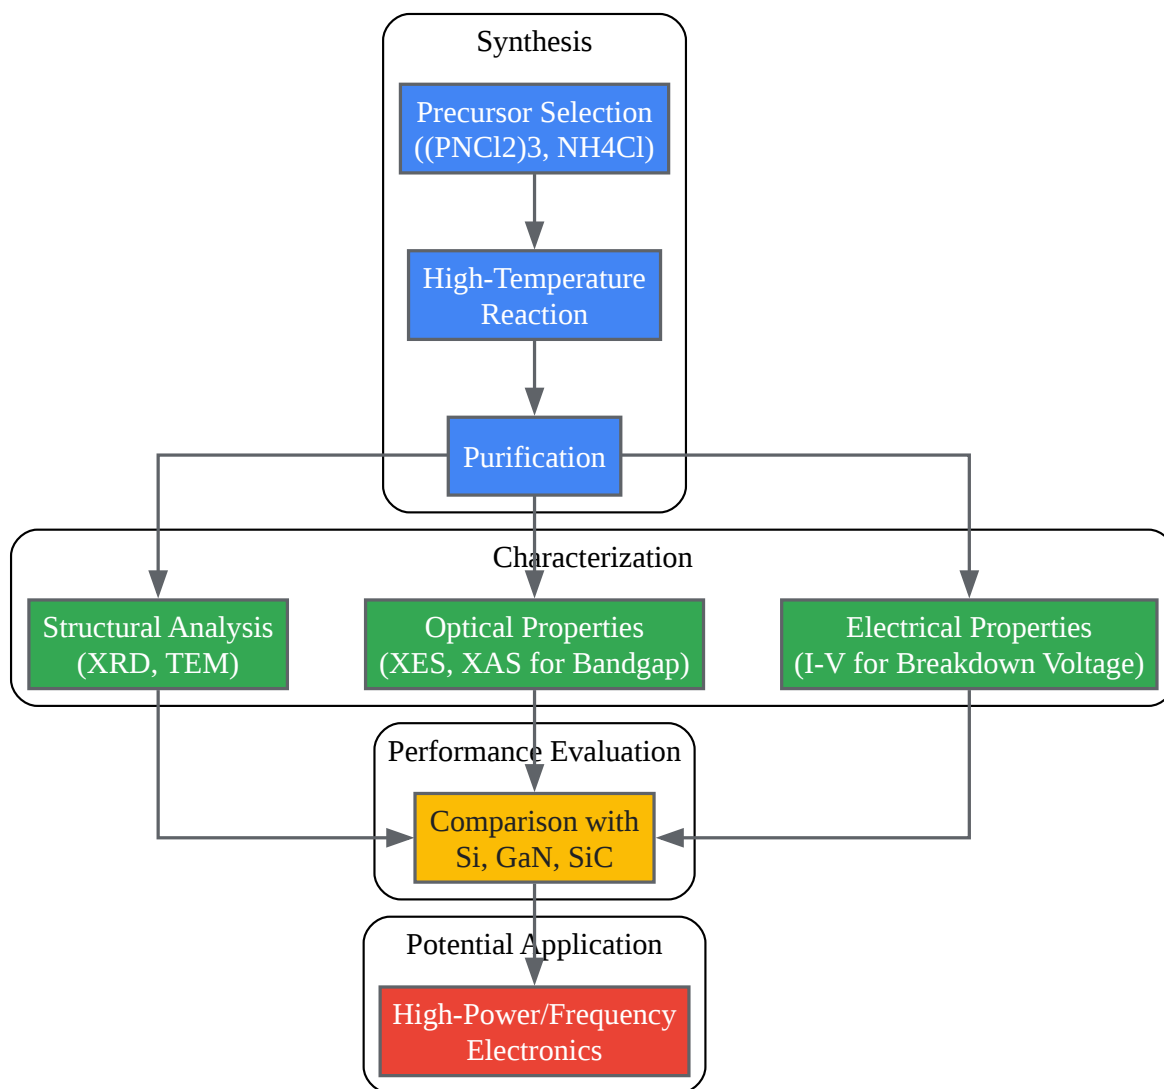 Synthesis
Precursor Selection
((PNCl2)3, NH4Cl)
High-Temperature
Reaction
Purification
Characterization
Structural Analysis
(XRD, TEM)
Optical Properties
(XES, XAS for Bandgap)
Electrical Properties
(I-V for Breakdown Voltage)
Performance Evaluation
Comparison with
Si, GaN, SiC
Potential Application
High-Power/Frequency
Electronics